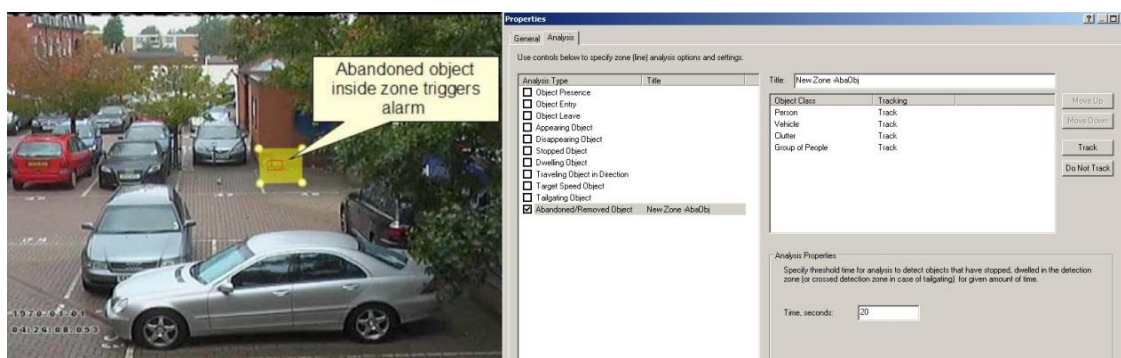 Abandoned object
inside zone triggers
alarm
1970-01-01
04:26:08.053
Properties
General Analysis
Use controls below to specify zone (line) analysis options and settings.
Analysis Type Title
Object Presence
Object Entry
Object Leave
Appearing Object
Disappearing Object
Stopped Object
Dwelling Object
Traveling Object in Direction
Target Speed Object
Tailgating Object
Abandoned/Removed Object New Zone -AbaObj
Title: New Zone -AbaObj
Object Class Tracking
Person Track
Vehicle Track
Clutter Track
Group of People Track
Move Up
Move Down
Track
Do Not Track
Analysis Properties
Specify threshold time for analysis to detect objects that have stopped, dwelled in the detection
zone (or crossed detection zone in case of tailgating) for given amount of time.
Time, seconds: 20